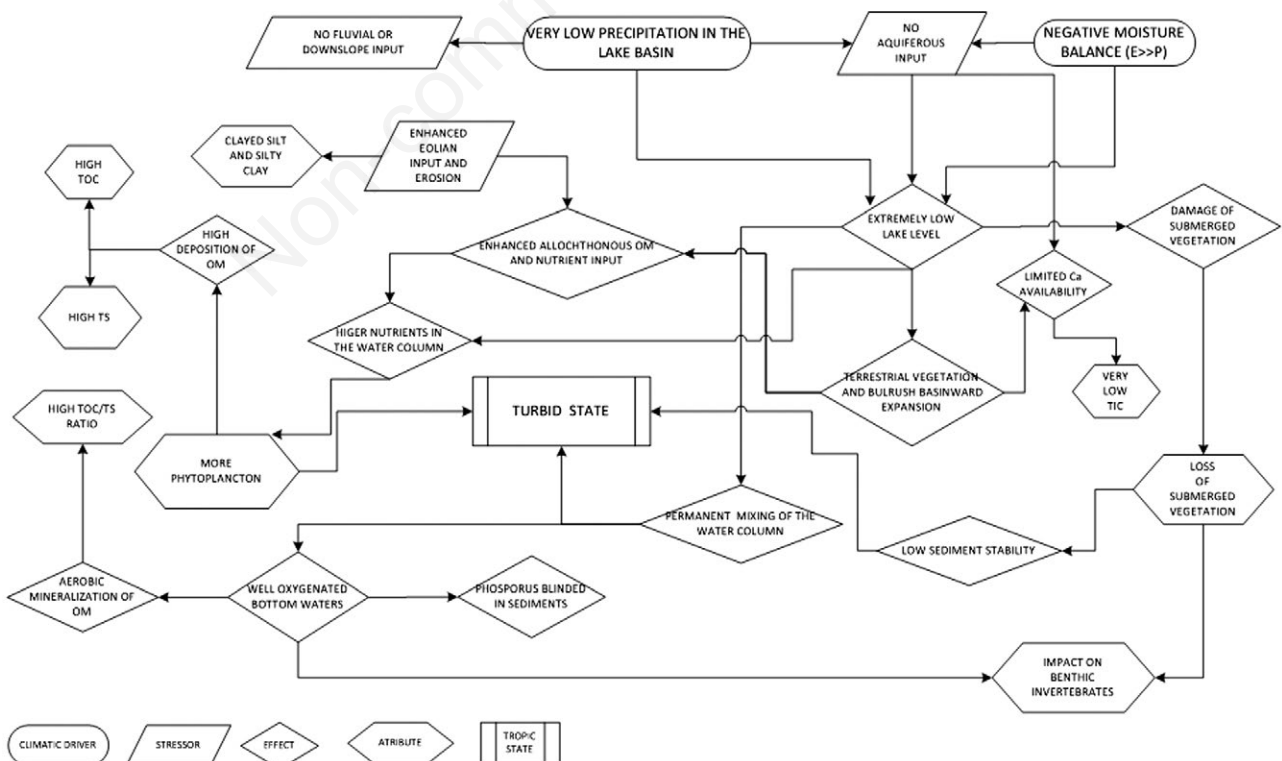 NO FLUVIAL OR
DOWNSLOPE INPUT
VERY LOW PRECIPITATION IN THE
LAKE BASIN
NO
AQUIFEROUS
INPUT
NEGATIVE MOISTURE
BALANCE (E>>P)
CLAYED SILT
AND SILTY
CLAY
ENHANCED
EOLIAN
INPUT AND
EROSION
HIGH
TOC
HIGH
DEPOSITION OF
OM
HIGH TS
ENHANCED ALLOCHTHONOUS OM
AND NUTRIENT INPUT
EXTREMELY LOW
LAKE LEVEL
DAMAGE OF
SUBMERGED
VEGETATION
LIMITED Ca
AVAILABILITY
HIGER NUTRIENTS IN
THE WATER COLUMN
TERRESTRIAL VEGETATION
AND BULRUSH BASINWARD
EXPANSION
VERY
LOW
TIC
HIGH TOC/TS
RATIO
TURBID STATE
MORE
PHYTOPLANCTON
LOSS
OF
SUBMERGED
VEGETATION
PERMANENT MIXING OF THE
WATER COLUMN
LOW SEDIMENT STABILITY
AEROBIC
MINERALIZATION OF
OM
WELL OXYGENATED
BOTTOM WATERS
PHOSPORUS BLINDED
IN SEDIMENTS
IMPACT ON
BENTHIC
INVERTEBRATES
CLIMATIC DRIVER
STRESSOR
EFFECT
ATRIBUTE
TROPIC
STATE
Non-comm